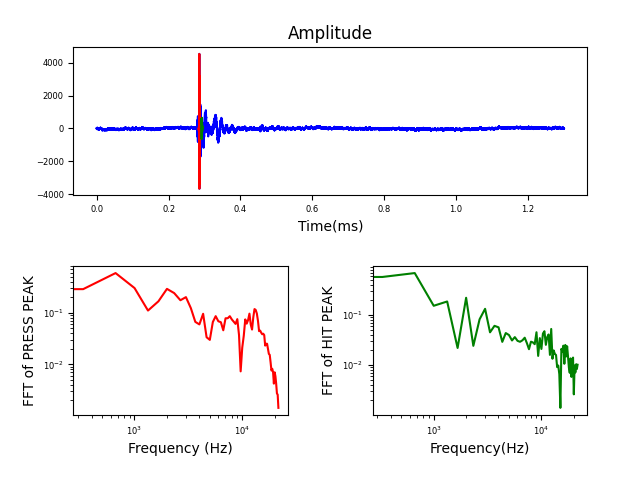 Amplitude
4000
2000
0
−2000
−4000
0.0 0.2 0.4 0.6 0.8 1.0 1.2
Time(ms)
FFT of PRESS PEAK
10⁻¹
10⁻²
10³ 10⁴
Frequency (Hz)
FFT of HIT PEAK
10⁻¹
10⁻²
10³ 10⁴
Frequency(Hz)